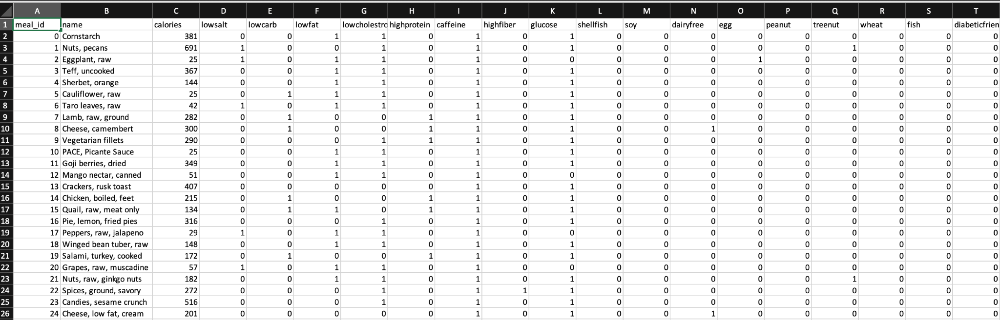 A B C D E F G H I J K L M N O P Q R S T
1 meal_id name calories lowsalt lowcarb lowfat lowcholestro highprotein caffeine highfiber glucose shellfish soy dairyfree egg peanut treenut wheat fish diabeticfrien
2 0 Cornstarch 381 0 0 1 1 0 1 0 1 0 0 0 0 0 0 0 0 0
3 1 Nuts, pecans 691 1 0 0 1 0 1 0 1 0 0 0 0 0 1 0 0 0
4 2 Eggplant, raw 25 1 0 1 1 0 1 0 0 0 0 0 1 0 0 0 0 0
5 3 Teff, uncooked 367 0 0 1 1 0 1 0 1 0 0 0 0 0 0 0 0 0
6 4 Sherbet, orange 144 0 0 1 1 0 1 0 1 0 0 0 0 0 0 0 0 0
7 5 Cauliflower, raw 25 0 1 1 1 0 1 0 1 0 0 0 0 0 0 0 0 0
8 6 Taro leaves, raw 42 1 0 1 1 0 1 0 1 0 0 0 0 0 0 0 0 0
9 7 Lamb, raw, ground 282 0 1 0 0 1 1 0 1 0 0 0 0 0 0 0 0 0
10 8 Cheese, camembert 300 0 1 0 0 1 1 0 1 0 0 1 0 0 0 0 0 0
11 9 Vegetarian fillets 290 0 0 0 1 1 1 0 1 0 0 0 0 0 0 0 0 0
12 10 PACE, Picante Sauce 25 0 0 1 1 0 1 0 1 0 0 0 0 0 0 0 0 0
13 11 Goji berries, dried 349 0 0 1 1 0 1 0 1 0 0 0 0 0 0 0 0 0
14 12 Mango nectar, canned 51 0 0 1 1 0 1 0 0 0 0 0 0 0 0 0 0 0
15 13 Crackers, rusk toast 407 0 0 0 0 0 1 0 1 0 0 0 0 0 0 0 0 0
16 14 Chicken, boiled, feet 215 0 1 0 0 1 1 0 1 0 0 0 0 0 0 0 0 0
17 15 Quail, raw, meat only 134 0 1 1 0 1 1 0 1 0 0 0 0 0 0 0 0 0
18 16 Pie, lemon, fried pies 316 0 0 0 1 0 1 0 1 0 0 0 0 0 0 0 0 0
19 17 Peppers, raw, jalapeno 29 1 0 1 1 0 1 0 0 0 0 0 0 0 0 0 0 0
20 18 Winged bean tuber, raw 148 0 0 1 1 0 1 0 1 0 0 0 0 0 0 0 0 0
21 19 Salami, turkey, cooked 172 0 1 0 0 1 1 0 1 0 0 0 0 0 0 0 0 0
22 20 Grapes, raw, muscadine 57 1 0 1 1 0 1 0 0 0 0 0 0 0 0 0 0 0
23 21 Nuts, raw, ginkgo nuts 182 0 0 1 1 0 1 0 1 0 0 0 0 0 1 0 0 0
24 22 Spices, ground, savory 272 0 0 0 1 0 1 1 1 0 0 0 0 0 0 0 0 0
25 23 Candies, sesame crunch 516 0 0 0 1 0 1 0 1 0 0 0 0 0 0 0 0 0
26 24 Cheese, low fat, cream 201 0 0 0 0 0 1 0 1 0 0 1 0 0 0 0 0 0